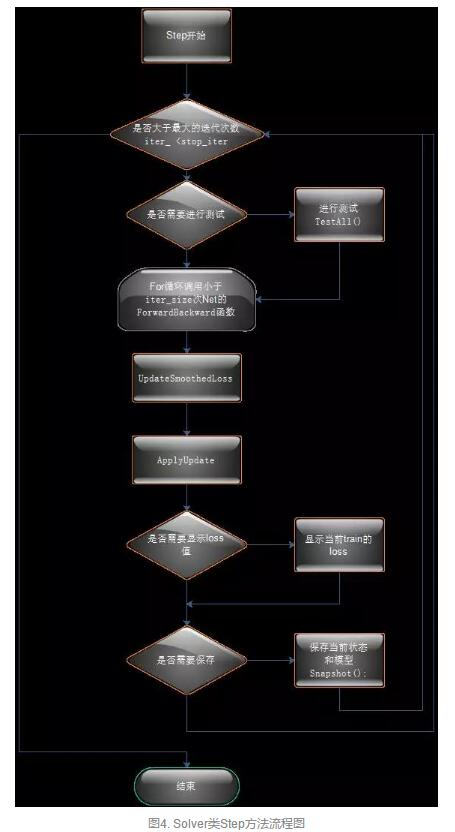 Step开始
是否大于最大的迭代次数
iter_ <stop_iter
是否需要进行测试
进行测试
TestAll()
For循环调用小于
iter_size次Net的
ForwardBackward函数
UpdateSmoothedLoss
ApplyUpdate
是否需要显示loss
值
显示当前train的
loss
是否需要保存
保存当前状态
和模型
Snapshot();
结束
图4. Solver类Step方法流程图